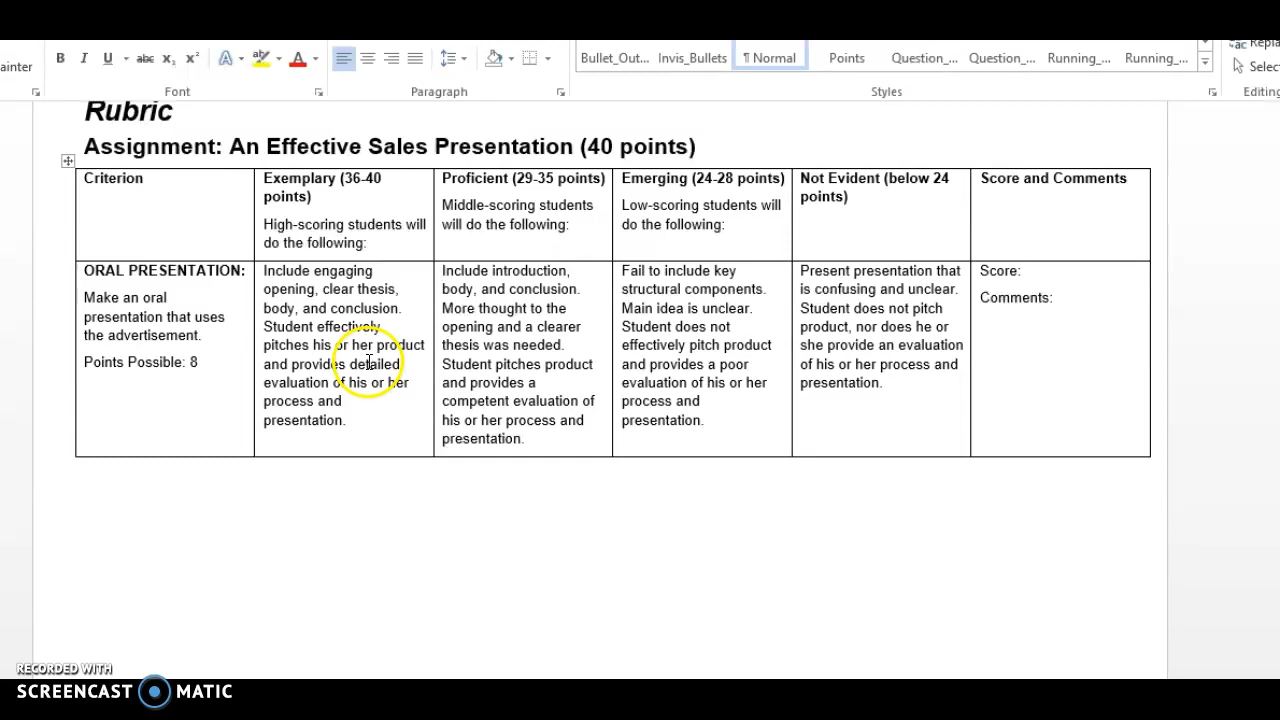 ainter
B I U abc x₂ x² A A
Bullet_Out... Invis_Bullets ¶ Normal Points Question_... Question_... Running_... Running_...
Repla
Select
Font Paragraph Styles Editing
Rubric
Assignment: An Effective Sales Presentation (40 points)
Criterion
Exemplary (36-40
points)
High-scoring students will
do the following:
Proficient (29-35 points)
Middle-scoring students
will do the following:
Emerging (24-28 points)
Low-scoring students will
do the following:
Not Evident (below 24
points)
Score and Comments
ORAL PRESENTATION:
Make an oral
presentation that uses
the advertisement.
Points Possible: 8
Include engaging
opening, clear thesis,
body, and conclusion.
Student effectively
pitches his or her product
and provides detailed
evaluation of his or her
process and
presentation.
Include introduction,
body, and conclusion.
More thought to the
opening and a clearer
thesis was needed.
Student pitches product
and provides a
competent evaluation of
his or her process and
presentation.
Fail to include key
structural components.
Main idea is unclear.
Student does not
effectively pitch product
and provides a poor
evaluation of his or her
process and
presentation.
Present presentation that
is confusing and unclear.
Student does not pitch
product, nor does he or
she provide an evaluation
of his or her process and
presentation.
Score:
Comments:
RECORDED WITH
SCREENCAST MATIC